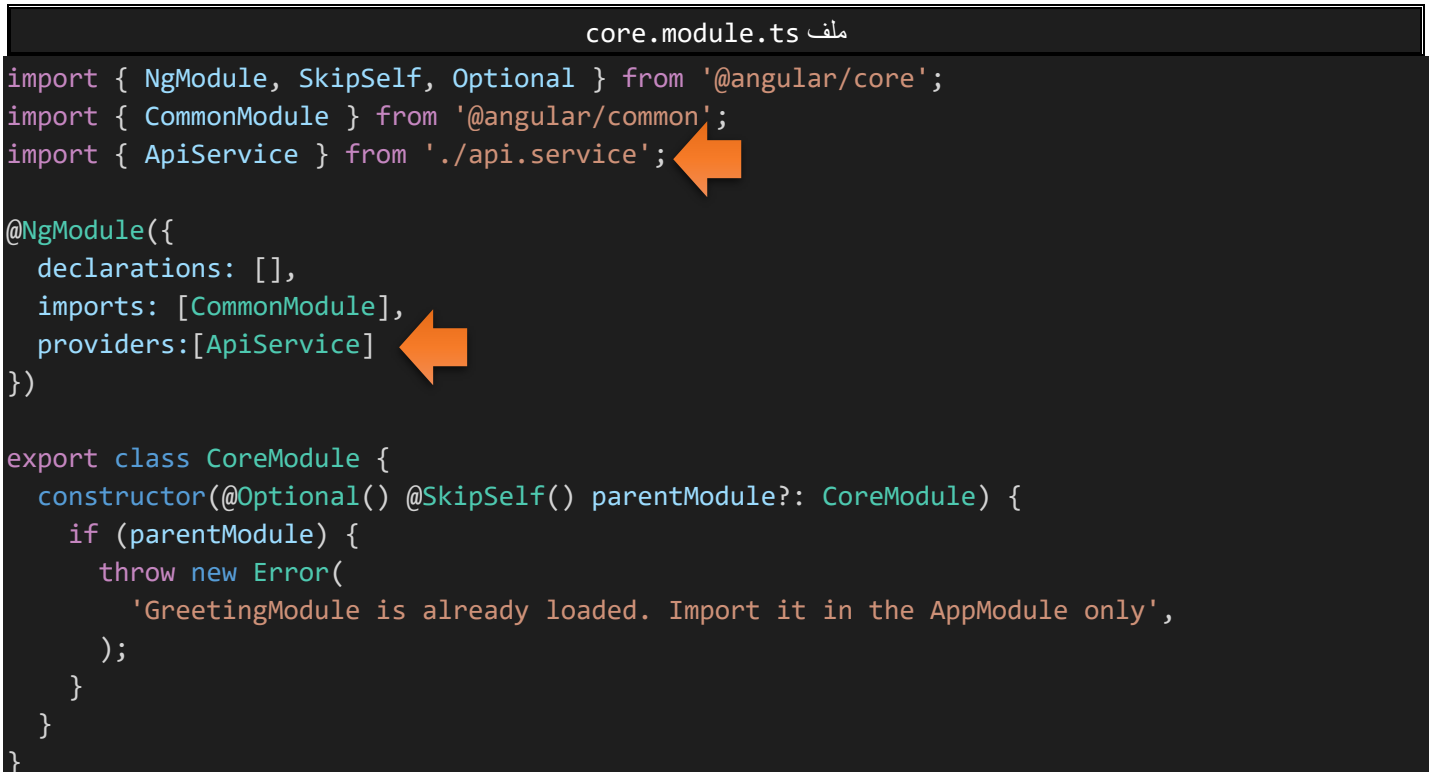 ملف core.module.ts
import { NgModule, SkipSelf, Optional } from '@angular/core';
import { CommonModule } from '@angular/common';
import { ApiService } from './api.service';
@NgModule({
  declarations: [],
  imports: [CommonModule],
  providers:[ApiService]
})
export class CoreModule {
  constructor(@Optional() @SkipSelf() parentModule?: CoreModule) {
    if (parentModule) {
      throw new Error(
        'GreetingModule is already loaded. Import it in the AppModule only',
      );
    }
  }
}